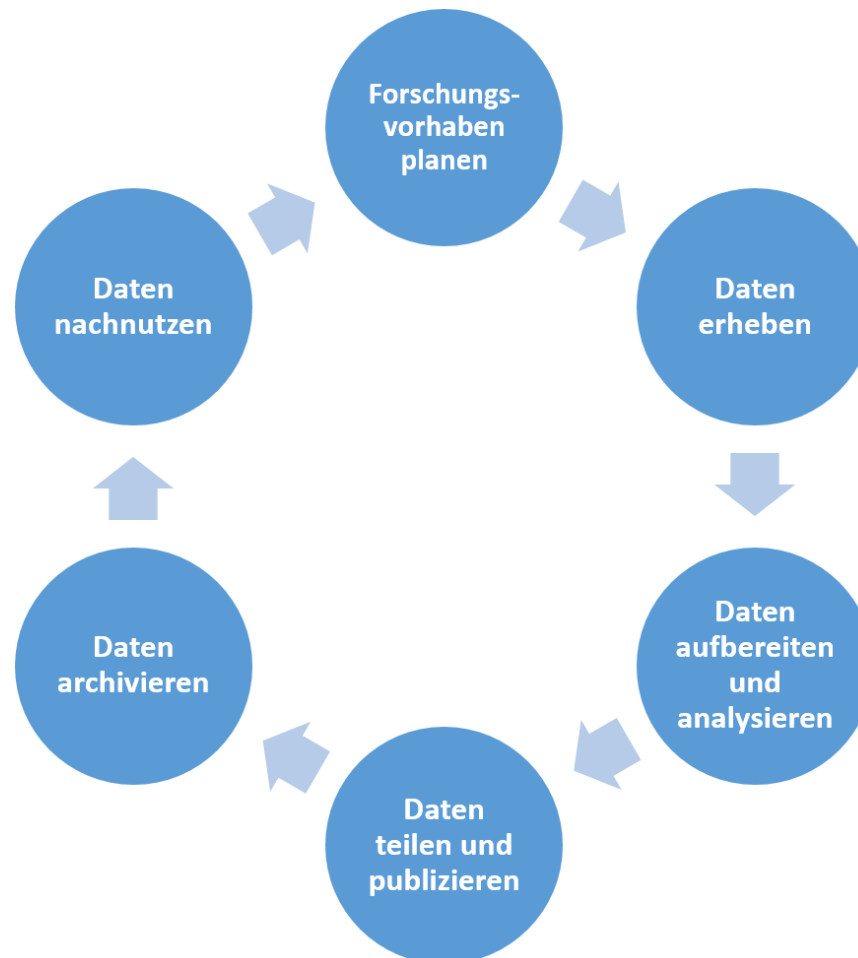 Forschungs-
vorhaben
planen
Daten
erheben
Daten
aufbereiten
und
analysieren
Daten
teilen und
publizieren
Daten
archivieren
Daten
nachnutzen